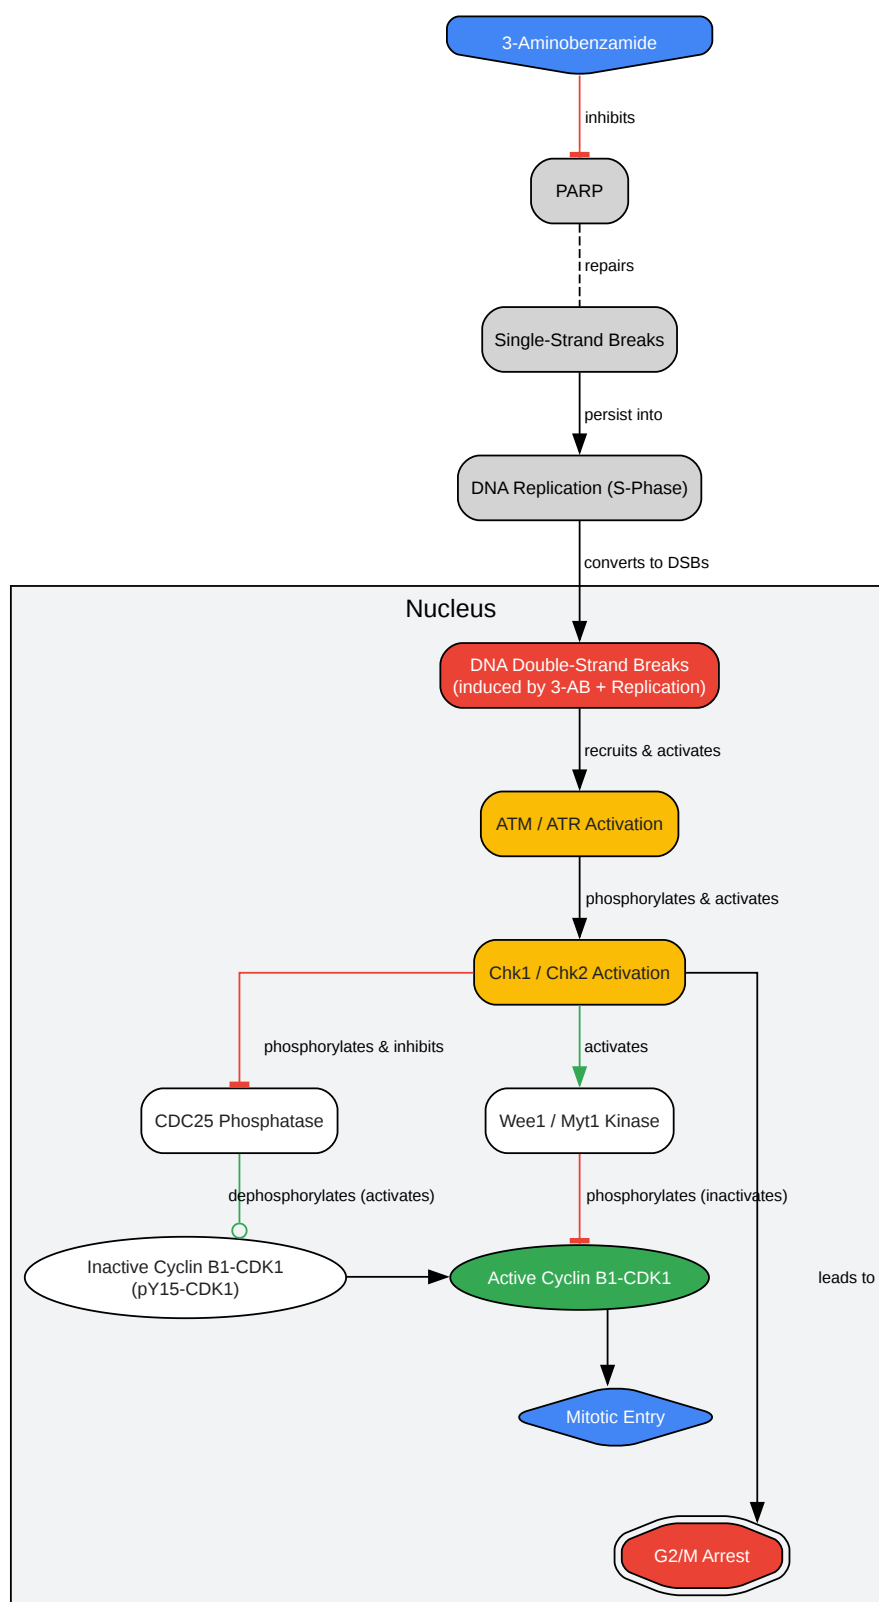 3-Aminobenzamide
inhibits
PARP
repairs
Single-Strand Breaks
persist into
DNA Replication (S-Phase)
converts to DSBs
Nucleus
DNA Double-Strand Breaks
(induced by 3-AB + Replication)
recruits & activates
ATM / ATR Activation
phosphorylates & activates
Chk1 / Chk2 Activation
phosphorylates & inhibits
activates
CDC25 Phosphatase
Wee1 / Myt1 Kinase
dephosphorylates (activates)
phosphorylates (inactivates)
Inactive Cyclin B1-CDK1
(pY15-CDK1)
Active Cyclin B1-CDK1
leads to
Mitotic Entry
G2/M Arrest